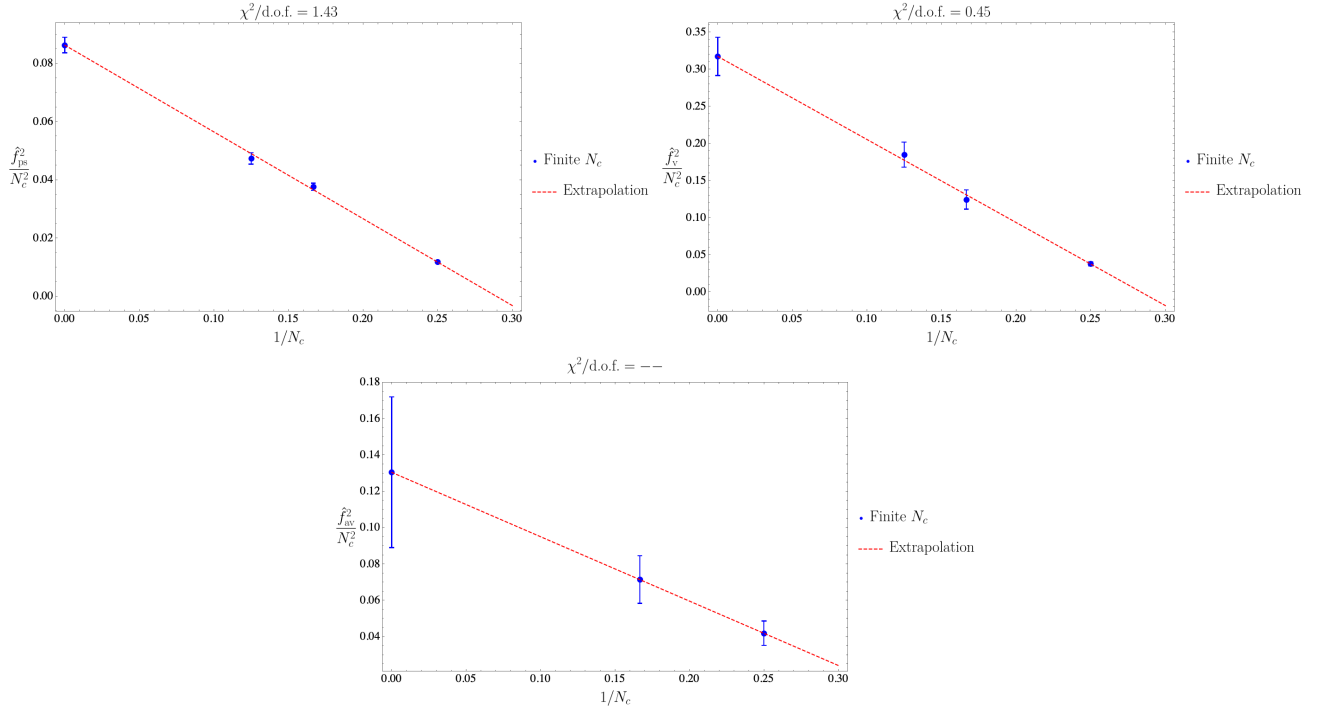 χ²/d.o.f. = 1.43
0.08
0.06
0.04
0.02
0.00
f̂²_ps / N_c²
0.00 0.05 0.10 0.15 0.20 0.25 0.30
1/N_c
Finite N_c
Extrapolation
χ²/d.o.f. = 0.45
0.35
0.30
0.25
0.20
0.15
0.10
0.05
0.00
f̂²_v / N_c²
0.00 0.05 0.10 0.15 0.20 0.25 0.30
1/N_c
Finite N_c
Extrapolation
χ²/d.o.f. = −−
0.18
0.16
0.14
0.12
0.10
0.08
0.06
0.04
f̂²_av / N_c²
0.00 0.05 0.10 0.15 0.20 0.25 0.30
1/N_c
Finite N_c
Extrapolation